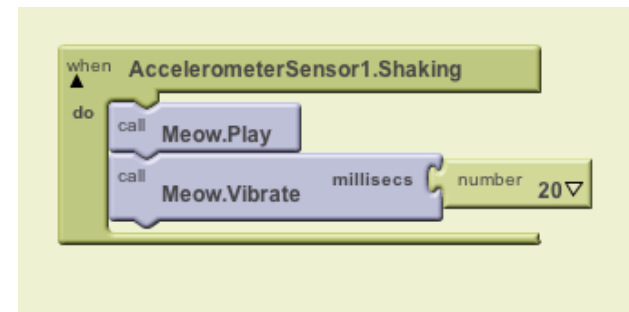 when AccelerometerSensor1.Shaking
do
call Meow.Play
call Meow.Vibrate millisecs number 20